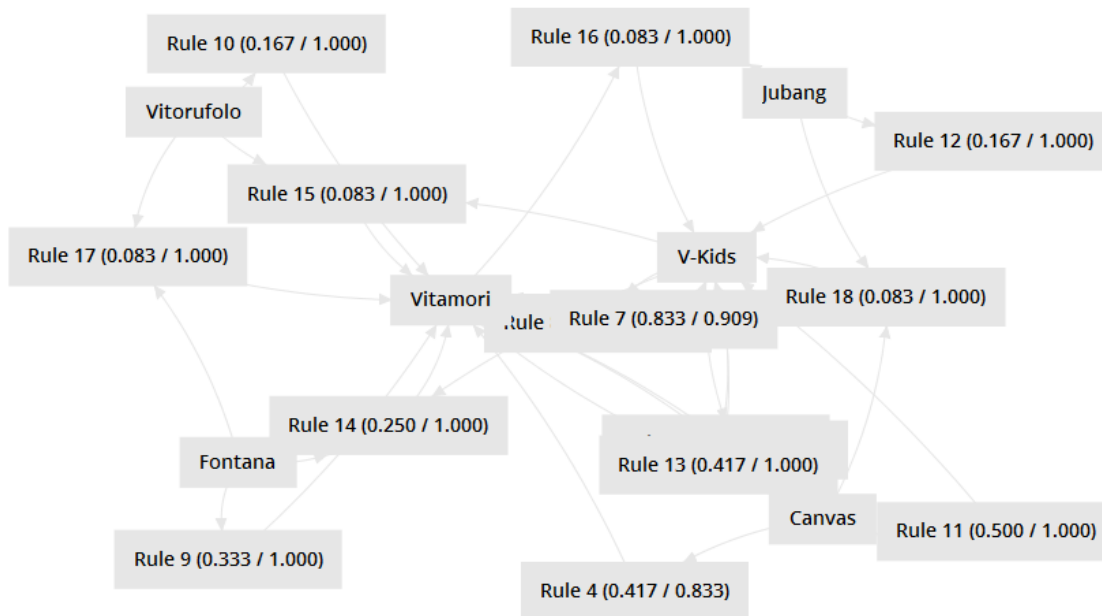 Rule 10 (0.167 / 1.000)
Rule 16 (0.083 / 1.000)
Jubang
Vitorufolo
Rule 12 (0.167 / 1.000)
Rule 15 (0.083 / 1.000)
Rule 17 (0.083 / 1.000)
V-Kids
Vitamori
Rule 18 (0.083 / 1.000)
Rule
Rule 7 (0.833 / 0.909)
Rule 14 (0.250 / 1.000)
Fontana
Rule 13 (0.417 / 1.000)
Canvas
Rule 11 (0.500 / 1.000)
Rule 9 (0.333 / 1.000)
Rule 4 (0.417 / 0.833)